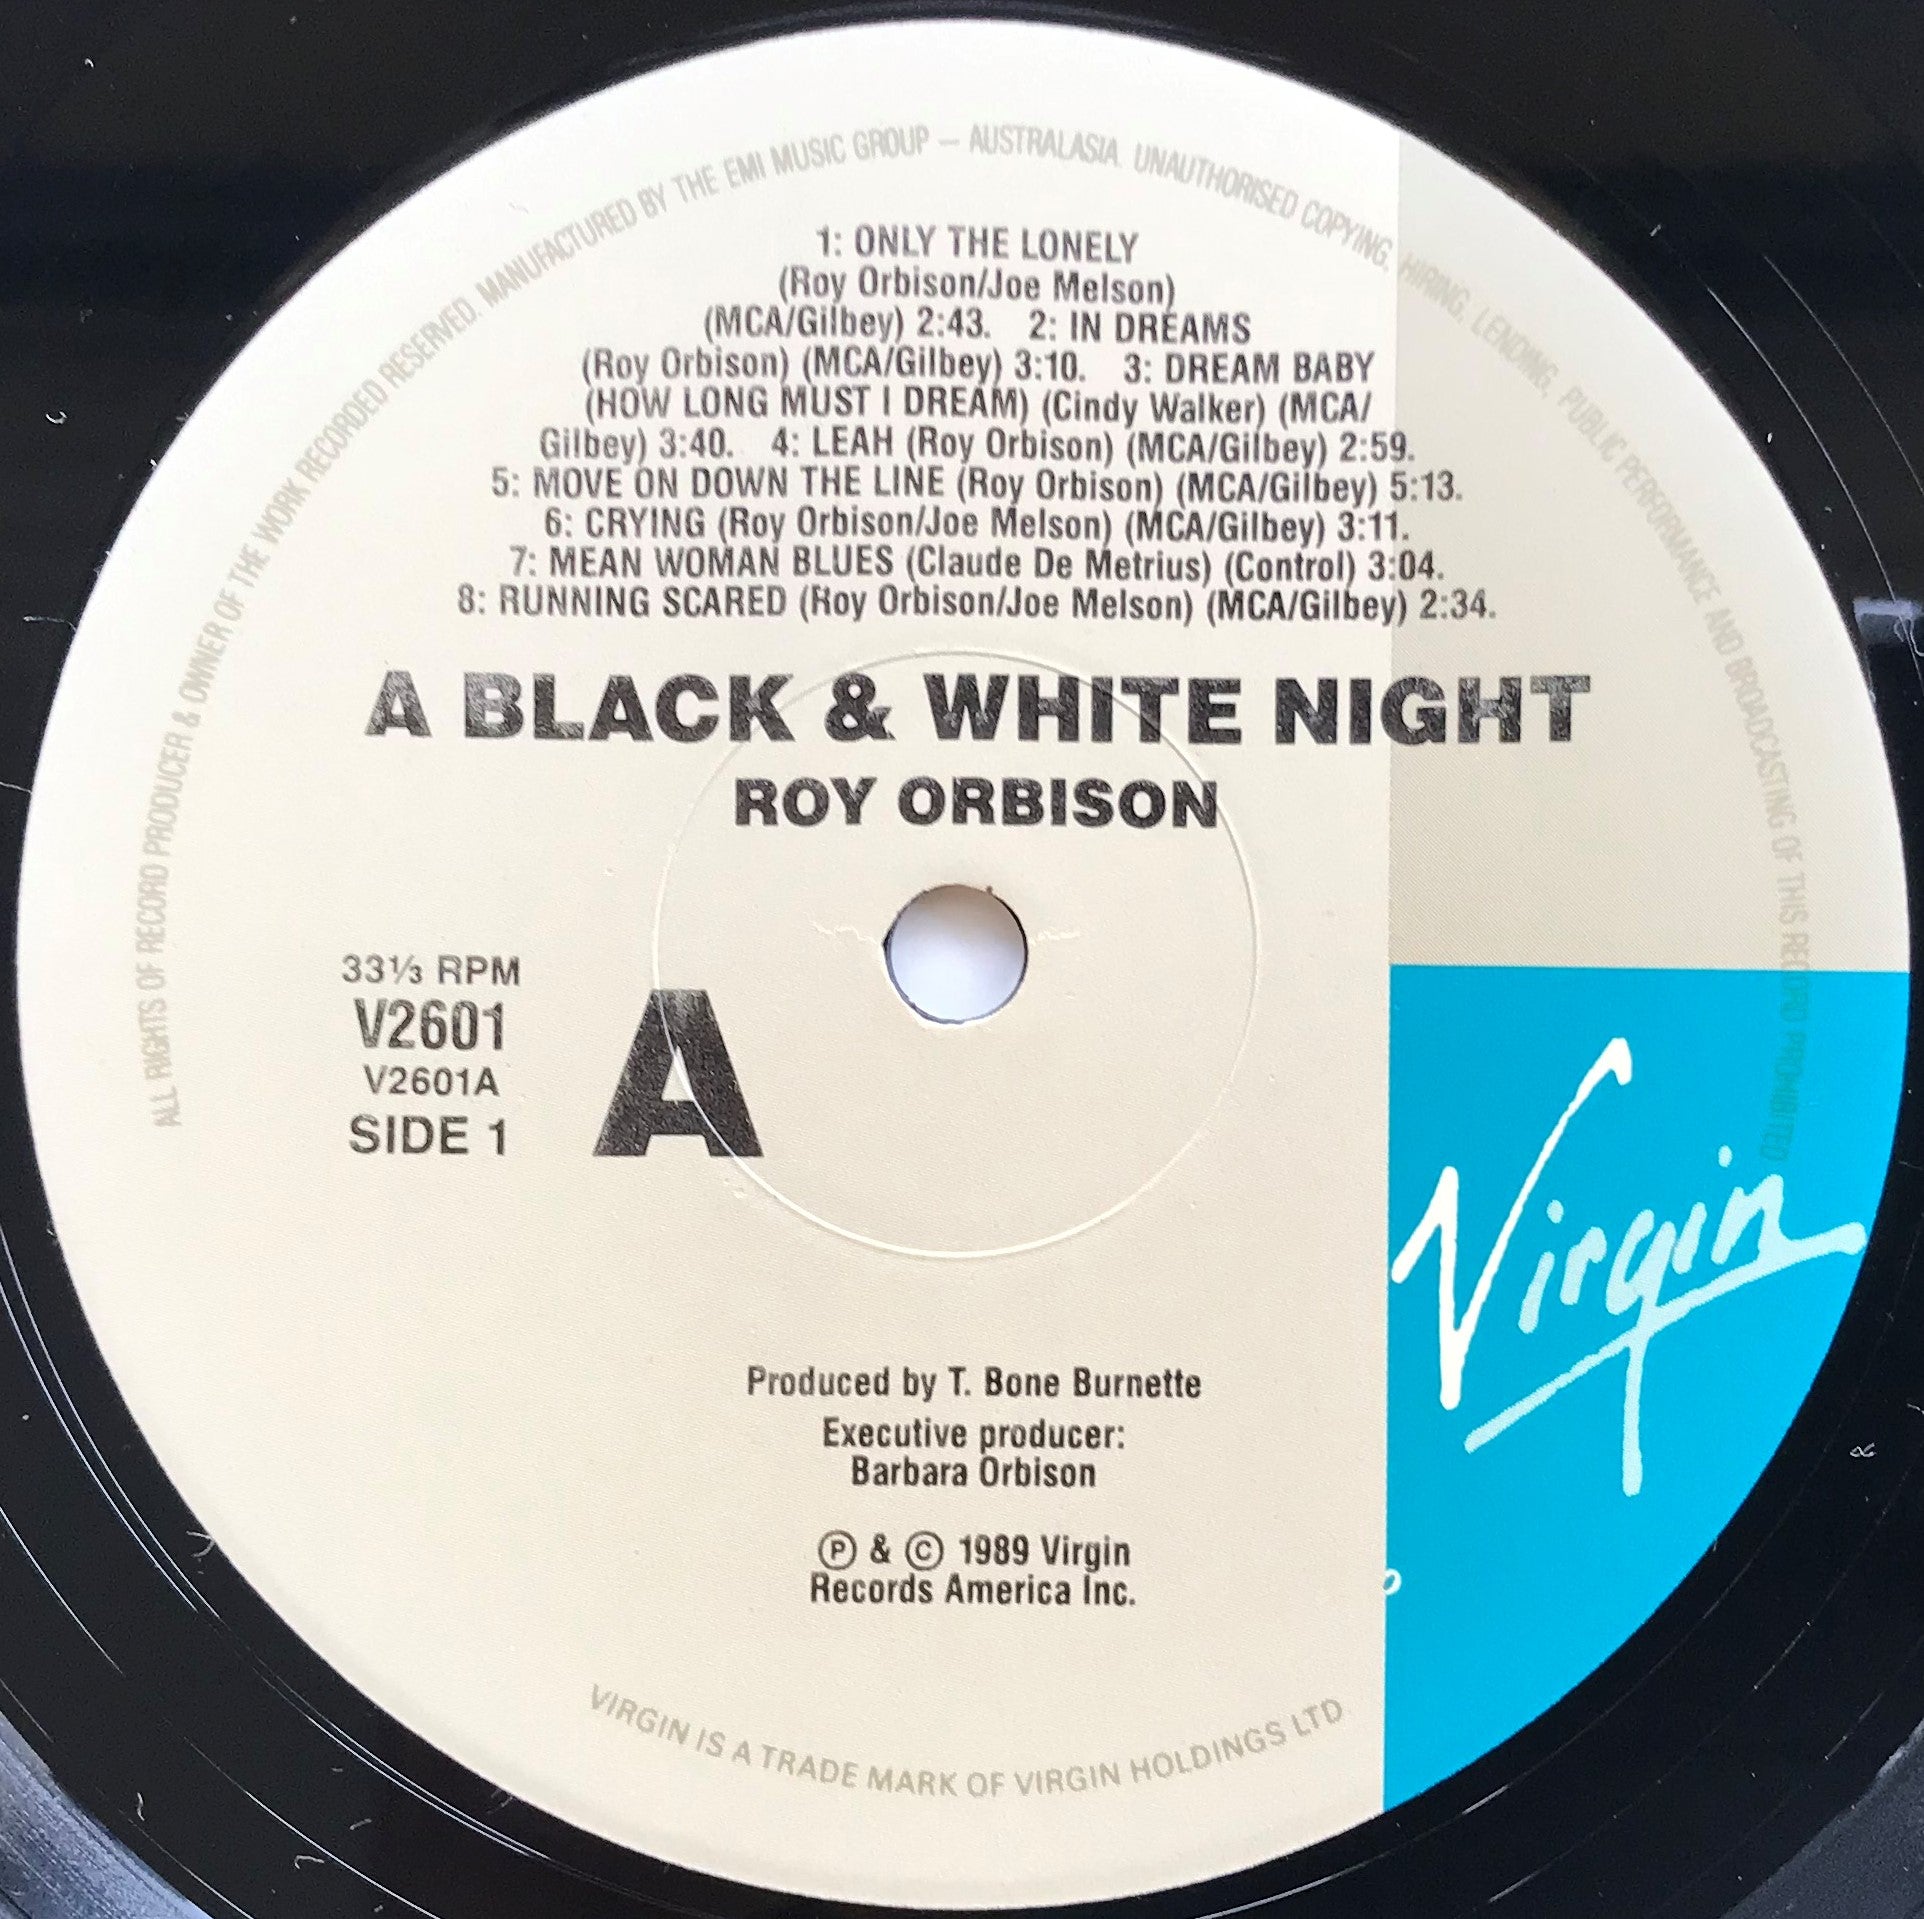 ALL RIGHTS OF RECORD PRODUCER & OWNER OF THE WORK RECORDED RESERVED. MANUFACTURED BY THE EMI MUSIC GROUP – AUSTRALASIA. UNAUTHORISED COPYING, HIRING, LENDING, PUBLIC PERFORMANCE AND BROADCASTING OF THIS RECORD PROHIBITED
1: ONLY THE LONELY
(Roy Orbison/Joe Melson)
(MCA/Gilbey) 2:43. 2: IN DREAMS
(Roy Orbison) (MCA/Gilbey) 3:10. 3: DREAM BABY
(HOW LONG MUST I DREAM) (Cindy Walker) (MCA/
Gilbey) 3:40. 4: LEAH (Roy Orbison) (MCA/Gilbey) 2:59.
5: MOVE ON DOWN THE LINE (Roy Orbison) (MCA/Gilbey) 5:13.
6: CRYING (Roy Orbison/Joe Melson) (MCA/Gilbey) 3:11.
7: MEAN WOMAN BLUES (Claude De Metrius) (Control) 3:04.
8: RUNNING SCARED (Roy Orbison/Joe Melson) (MCA/Gilbey) 2:34.
A BLACK & WHITE NIGHT
ROY ORBISON
33⅓ RPM
V2601
V2601A
SIDE 1
A
Virgin
Produced by T. Bone Burnette
Executive producer:
Barbara Orbison
Ⓟ & © 1989 Virgin
Records America Inc.
VIRGIN IS A TRADE MARK OF VIRGIN HOLDINGS LTD